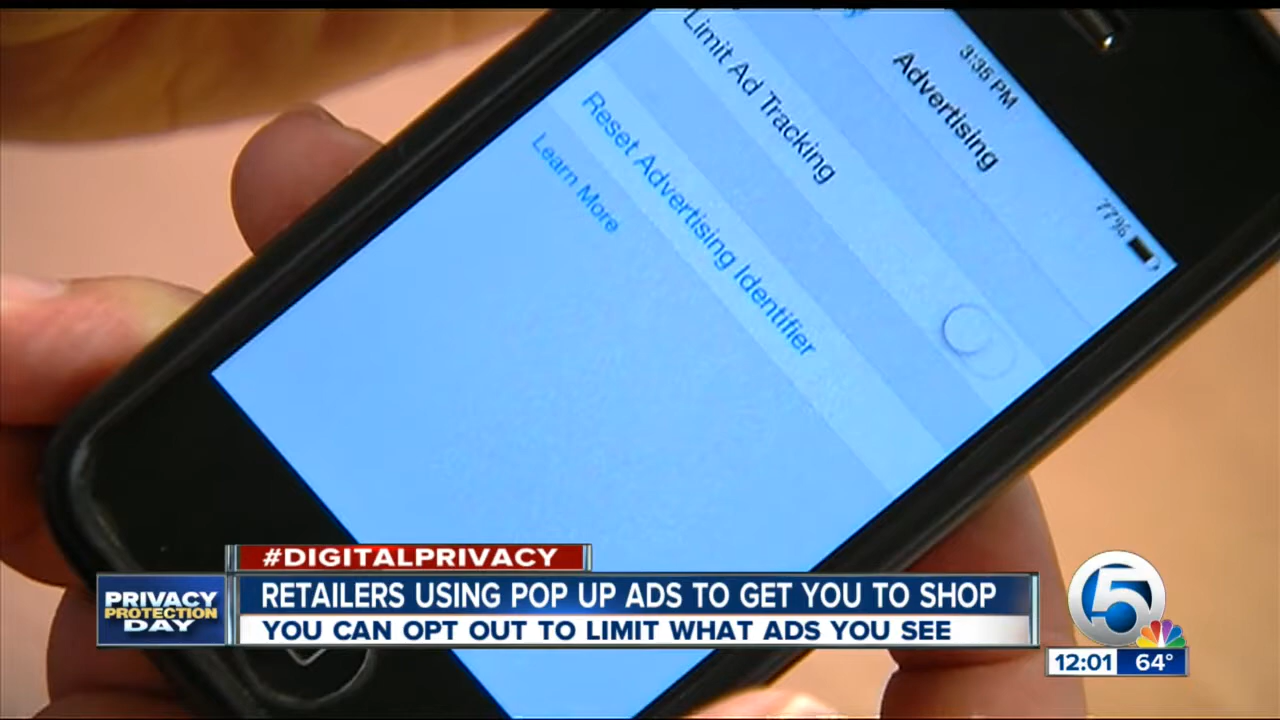 3:35 PM
77%
Advertising
Limit Ad Tracking
Reset Advertising Identifier
Learn More
#DIGITALPRIVACY
PRIVACY
PROTECTION
DAY
RETAILERS USING POP UP ADS TO GET YOU TO SHOP
YOU CAN OPT OUT TO LIMIT WHAT ADS YOU SEE
5
12:01 64°